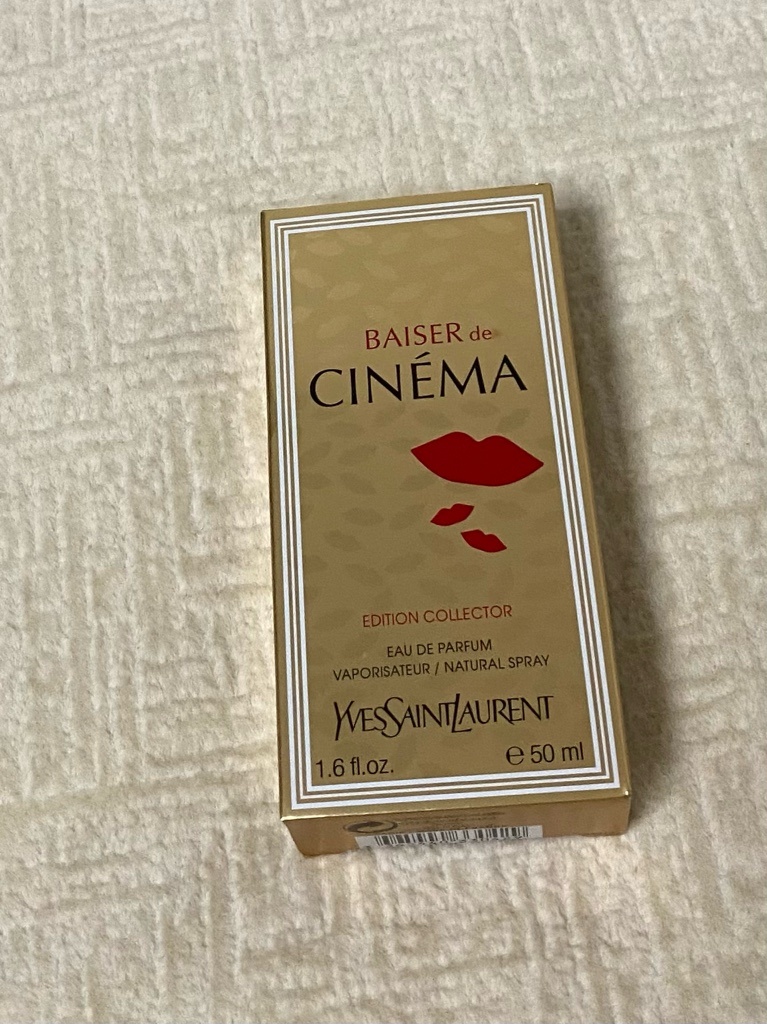 BAISER de
CINÉMA
EDITION COLLECTOR
EAU DE PARFUM
VAPORISATEUR / NATURAL SPRAY
YVESSAINTLAURENT
1.6 fl.oz.
℮ 50 ml